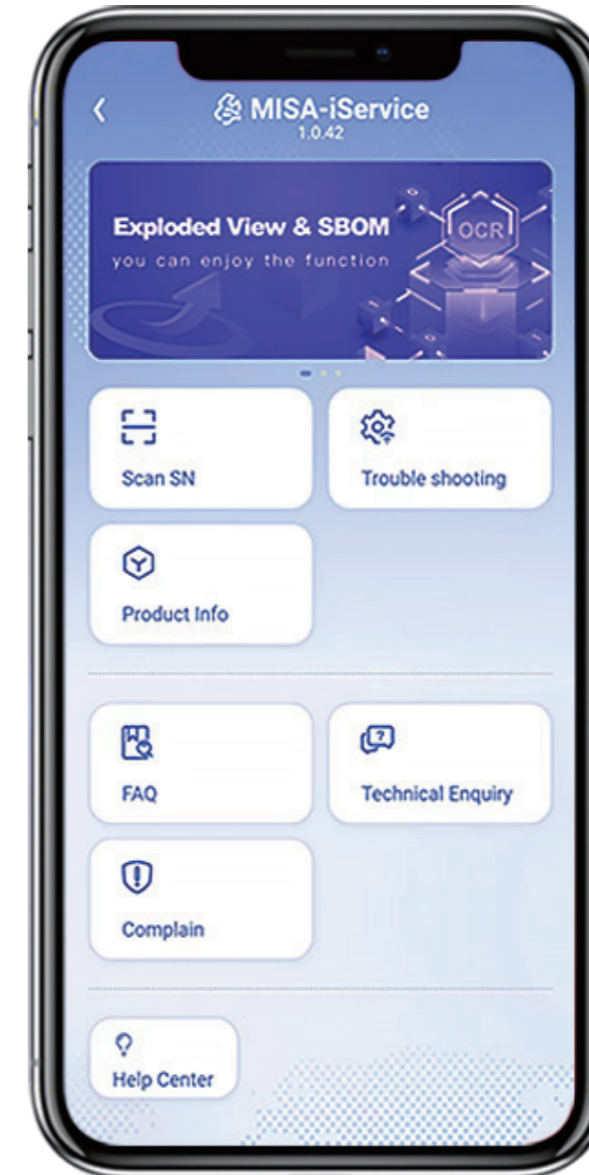 MISA-iService
1.0.42
Exploded View & SBOM
you can enjoy the function
OCR
Scan SN
Trouble shooting
Product Info
FAQ
Technical Enquiry
Complain
Help Center